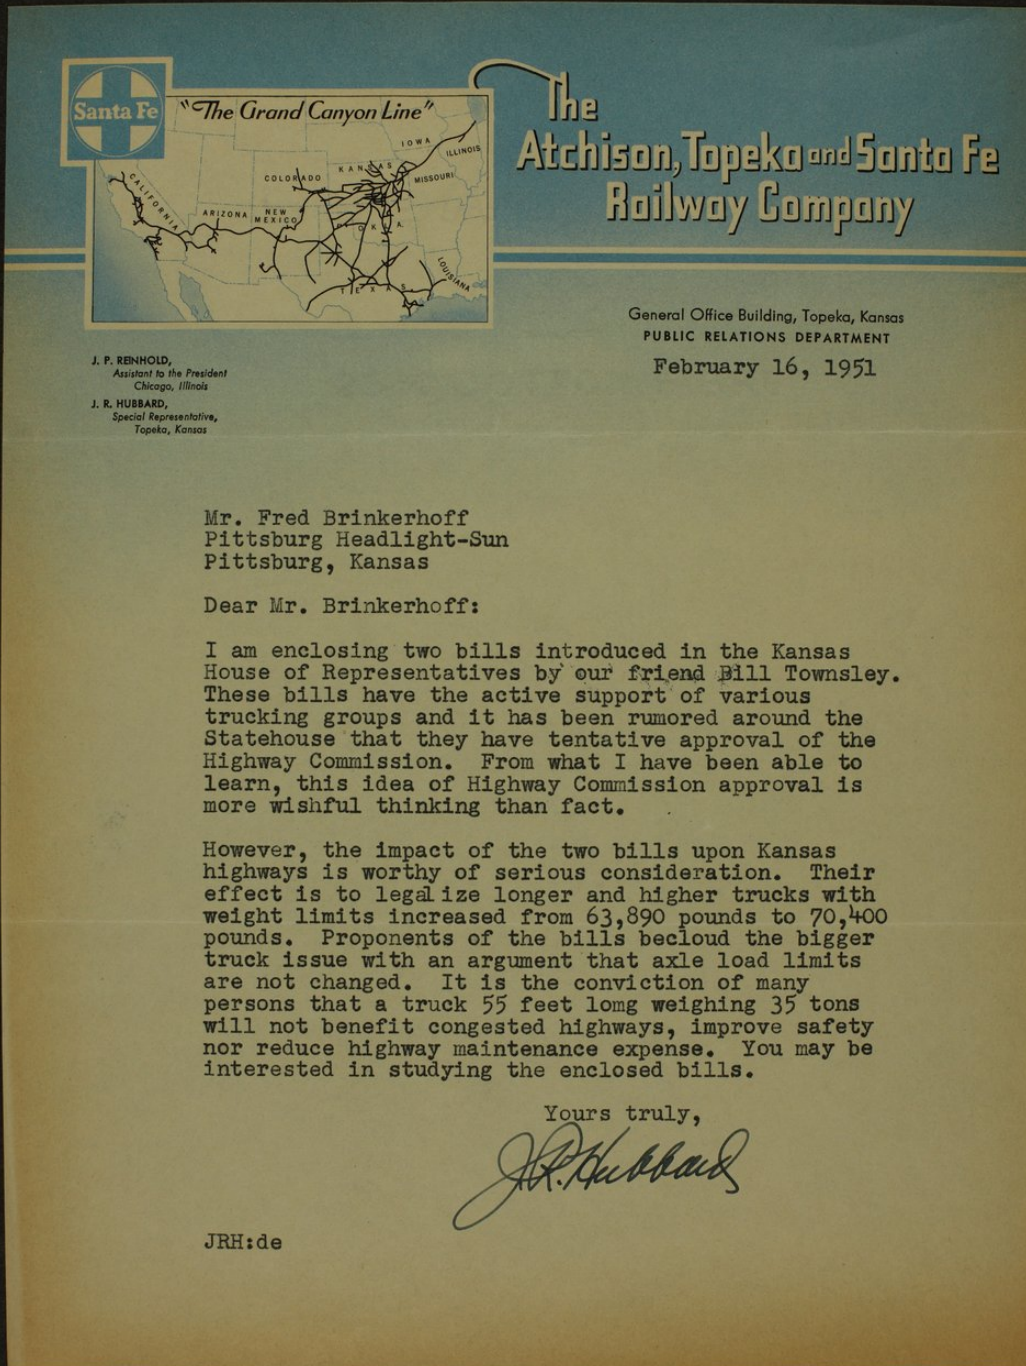 Santa Fe
"The Grand Canyon Line"
The
Atchison, Topeka and Santa Fe
Railway Company
IOWA
ILLINOIS
KANSAS
COLORADO
MISSOURI
CALIFORNIA
ARIZONA
NEW
MEXICO
OKLA.
LOUISIANA
TEXAS
General Office Building, Topeka, Kansas
PUBLIC RELATIONS DEPARTMENT
February 16, 1951
J. P. REINHOLD,
Assistant to the President
Chicago, Illinois
J. R. HUBBARD,
Special Representative,
Topeka, Kansas
Mr. Fred Brinkerhoff
Pittsburg Headlight-Sun
Pittsburg, Kansas
Dear Mr. Brinkerhoff:
I am enclosing two bills introduced in the Kansas
House of Representatives by our friend Bill Townsley.
These bills have the active support of various
trucking groups and it has been rumored around the
Statehouse that they have tentative approval of the
Highway Commission. From what I have been able to
learn, this idea of Highway Commission approval is
more wishful thinking than fact.
However, the impact of the two bills upon Kansas
highways is worthy of serious consideration. Their
effect is to legalize longer and higher trucks with
weight limits increased from 63,890 pounds to 70,400
pounds. Proponents of the bills becloud the bigger
truck issue with an argument that axle load limits
are not changed. It is the conviction of many
persons that a truck 55 feet lomg weighing 35 tons
will not benefit congested highways, improve safety
nor reduce highway maintenance expense. You may be
interested in studying the enclosed bills.
Yours truly,
J.R. Hubbard
JRH:de